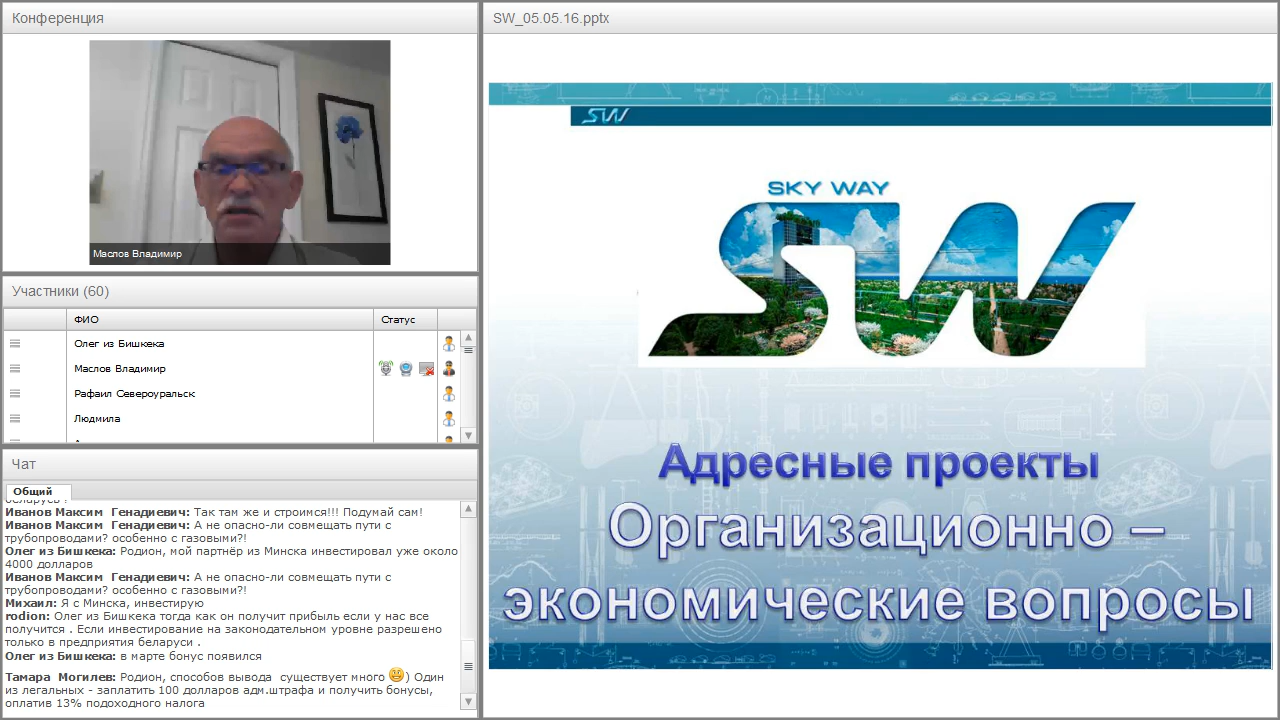 Конференция
Маслов Владимир
Участники (60)
ФИО
Статус
Олег из Бишкека
Маслов Владимир
Рафаил Североуральск
Людмила
Чат
Общий
беларусь !
Иванов Максим Генадиевич: Так там же и строимся!!! Подумай сам!
Иванов Максим Генадиевич: А не опасно-ли совмещать пути с
трубопроводами? особенно с газовыми?!
Олег из Бишкека: Родион, мой партнёр из Минска инвестировал уже около
4000 долларов
Иванов Максим Генадиевич: А не опасно-ли совмещать пути с
трубопроводами? особенно с газовыми?!
Михаил: Я с Минска, инвестирую
rodion: Олег из Бишкека тогда как он получит прибыль если у нас все
получится . Если инвестирование на законодательном уровне разрешено
только в предприятия беларуси .
Олег из Бишкека: в марте бонус появился
Тамара Могилев: Родион, способов вывода существует много ) Один
из легальных - заплатить 100 долларов адм.штрафа и получить бонусы,
оплатив 13% подоходного налога
SW_05.05.16.pptx
SW
SKY WAY
SW
Адресные проекты
Организационно –
экономические вопросы